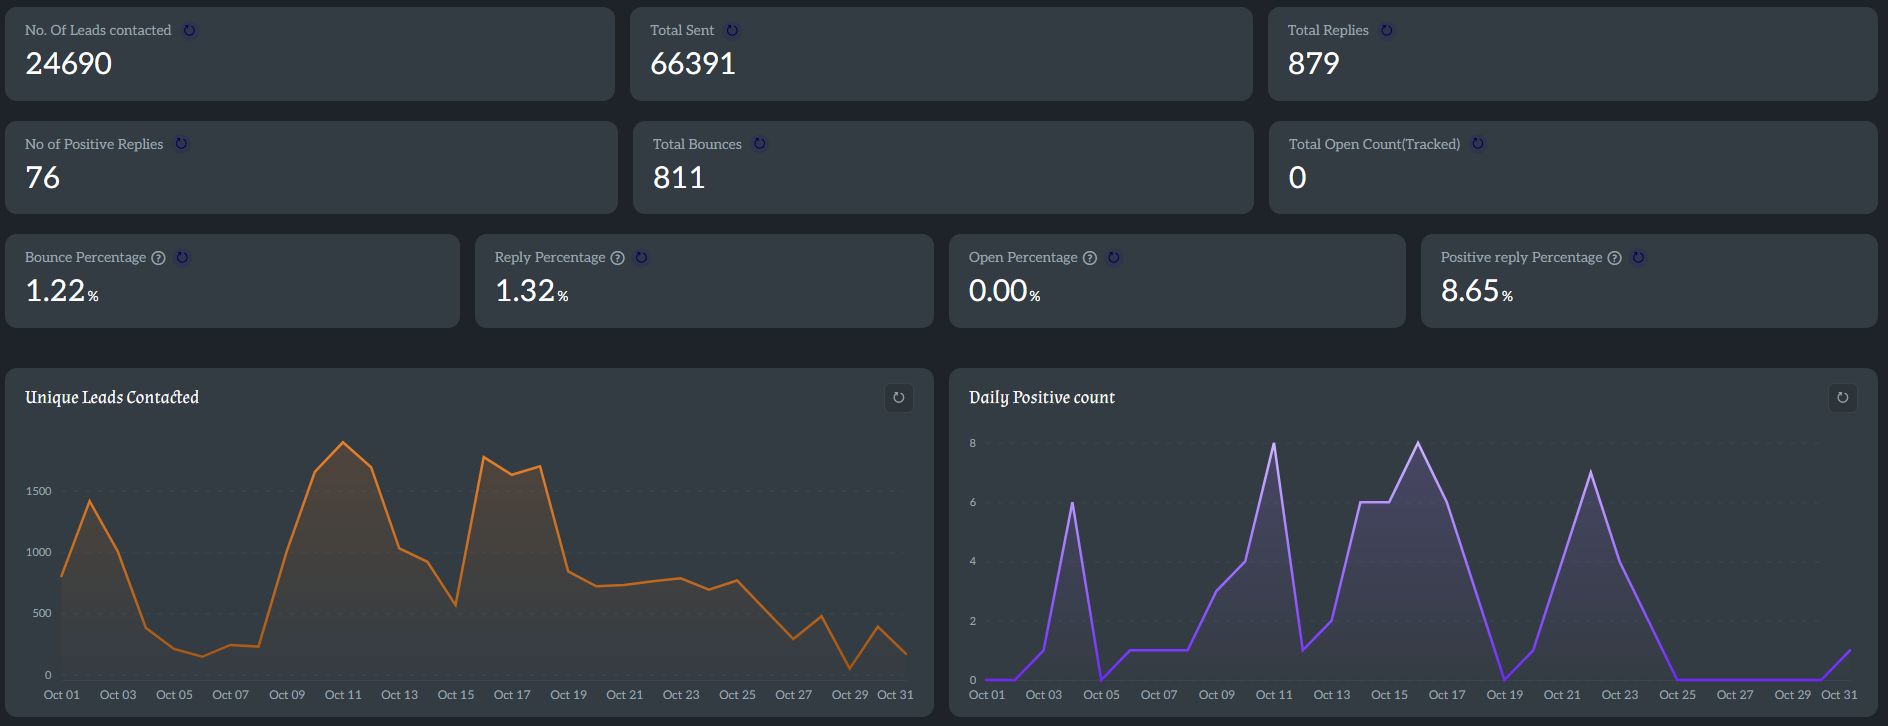 No. Of Leads contacted
24690
Total Sent
66391
Total Replies
879
No of Positive Replies
76
Total Bounces
811
Total Open Count(Tracked)
0
Bounce Percentage ?
1.22 %
Reply Percentage ?
1.32 %
Open Percentage ?
0.00 %
Positive reply Percentage ?
8.65 %
Unique Leads Contacted
1500
1000
500
0
Oct 01 Oct 03 Oct 05 Oct 07 Oct 09 Oct 11 Oct 13 Oct 15 Oct 17 Oct 19 Oct 21 Oct 23 Oct 25 Oct 27 Oct 29 Oct 31
Daily Positive count
8
6
4
2
0
Oct 01 Oct 03 Oct 05 Oct 07 Oct 09 Oct 11 Oct 13 Oct 15 Oct 17 Oct 19 Oct 21 Oct 23 Oct 25 Oct 27 Oct 29 Oct 31